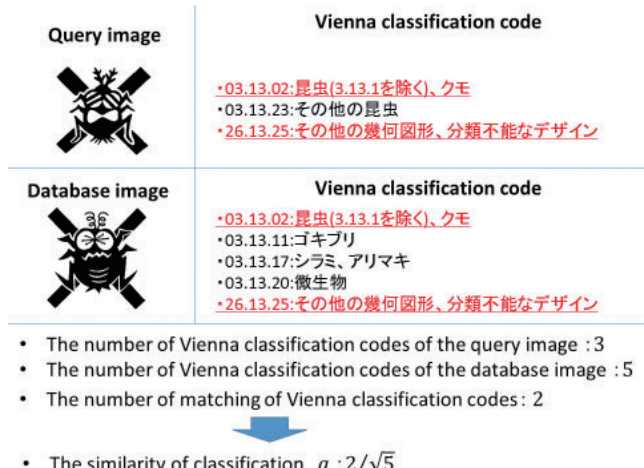 Query image
Vienna classification code
・03.13.02:昆虫(3.13.1を除く)、クモ
・03.13.23:その他の昆虫
・26.13.25:その他の幾何図形、分類不能なデザイン
Database image
Vienna classification code
・03.13.02:昆虫(3.13.1を除く)、クモ
・03.13.11:ゴキブリ
・03.13.17:シラミ、アリマキ
・03.13.20:微生物
・26.13.25:その他の幾何図形、分類不能なデザイン
• The number of Vienna classification codes of the query image : 3
• The number of Vienna classification codes of the database image : 5
• The number of matching of Vienna classification codes : 2
• The similarity of classification a : 2/√5